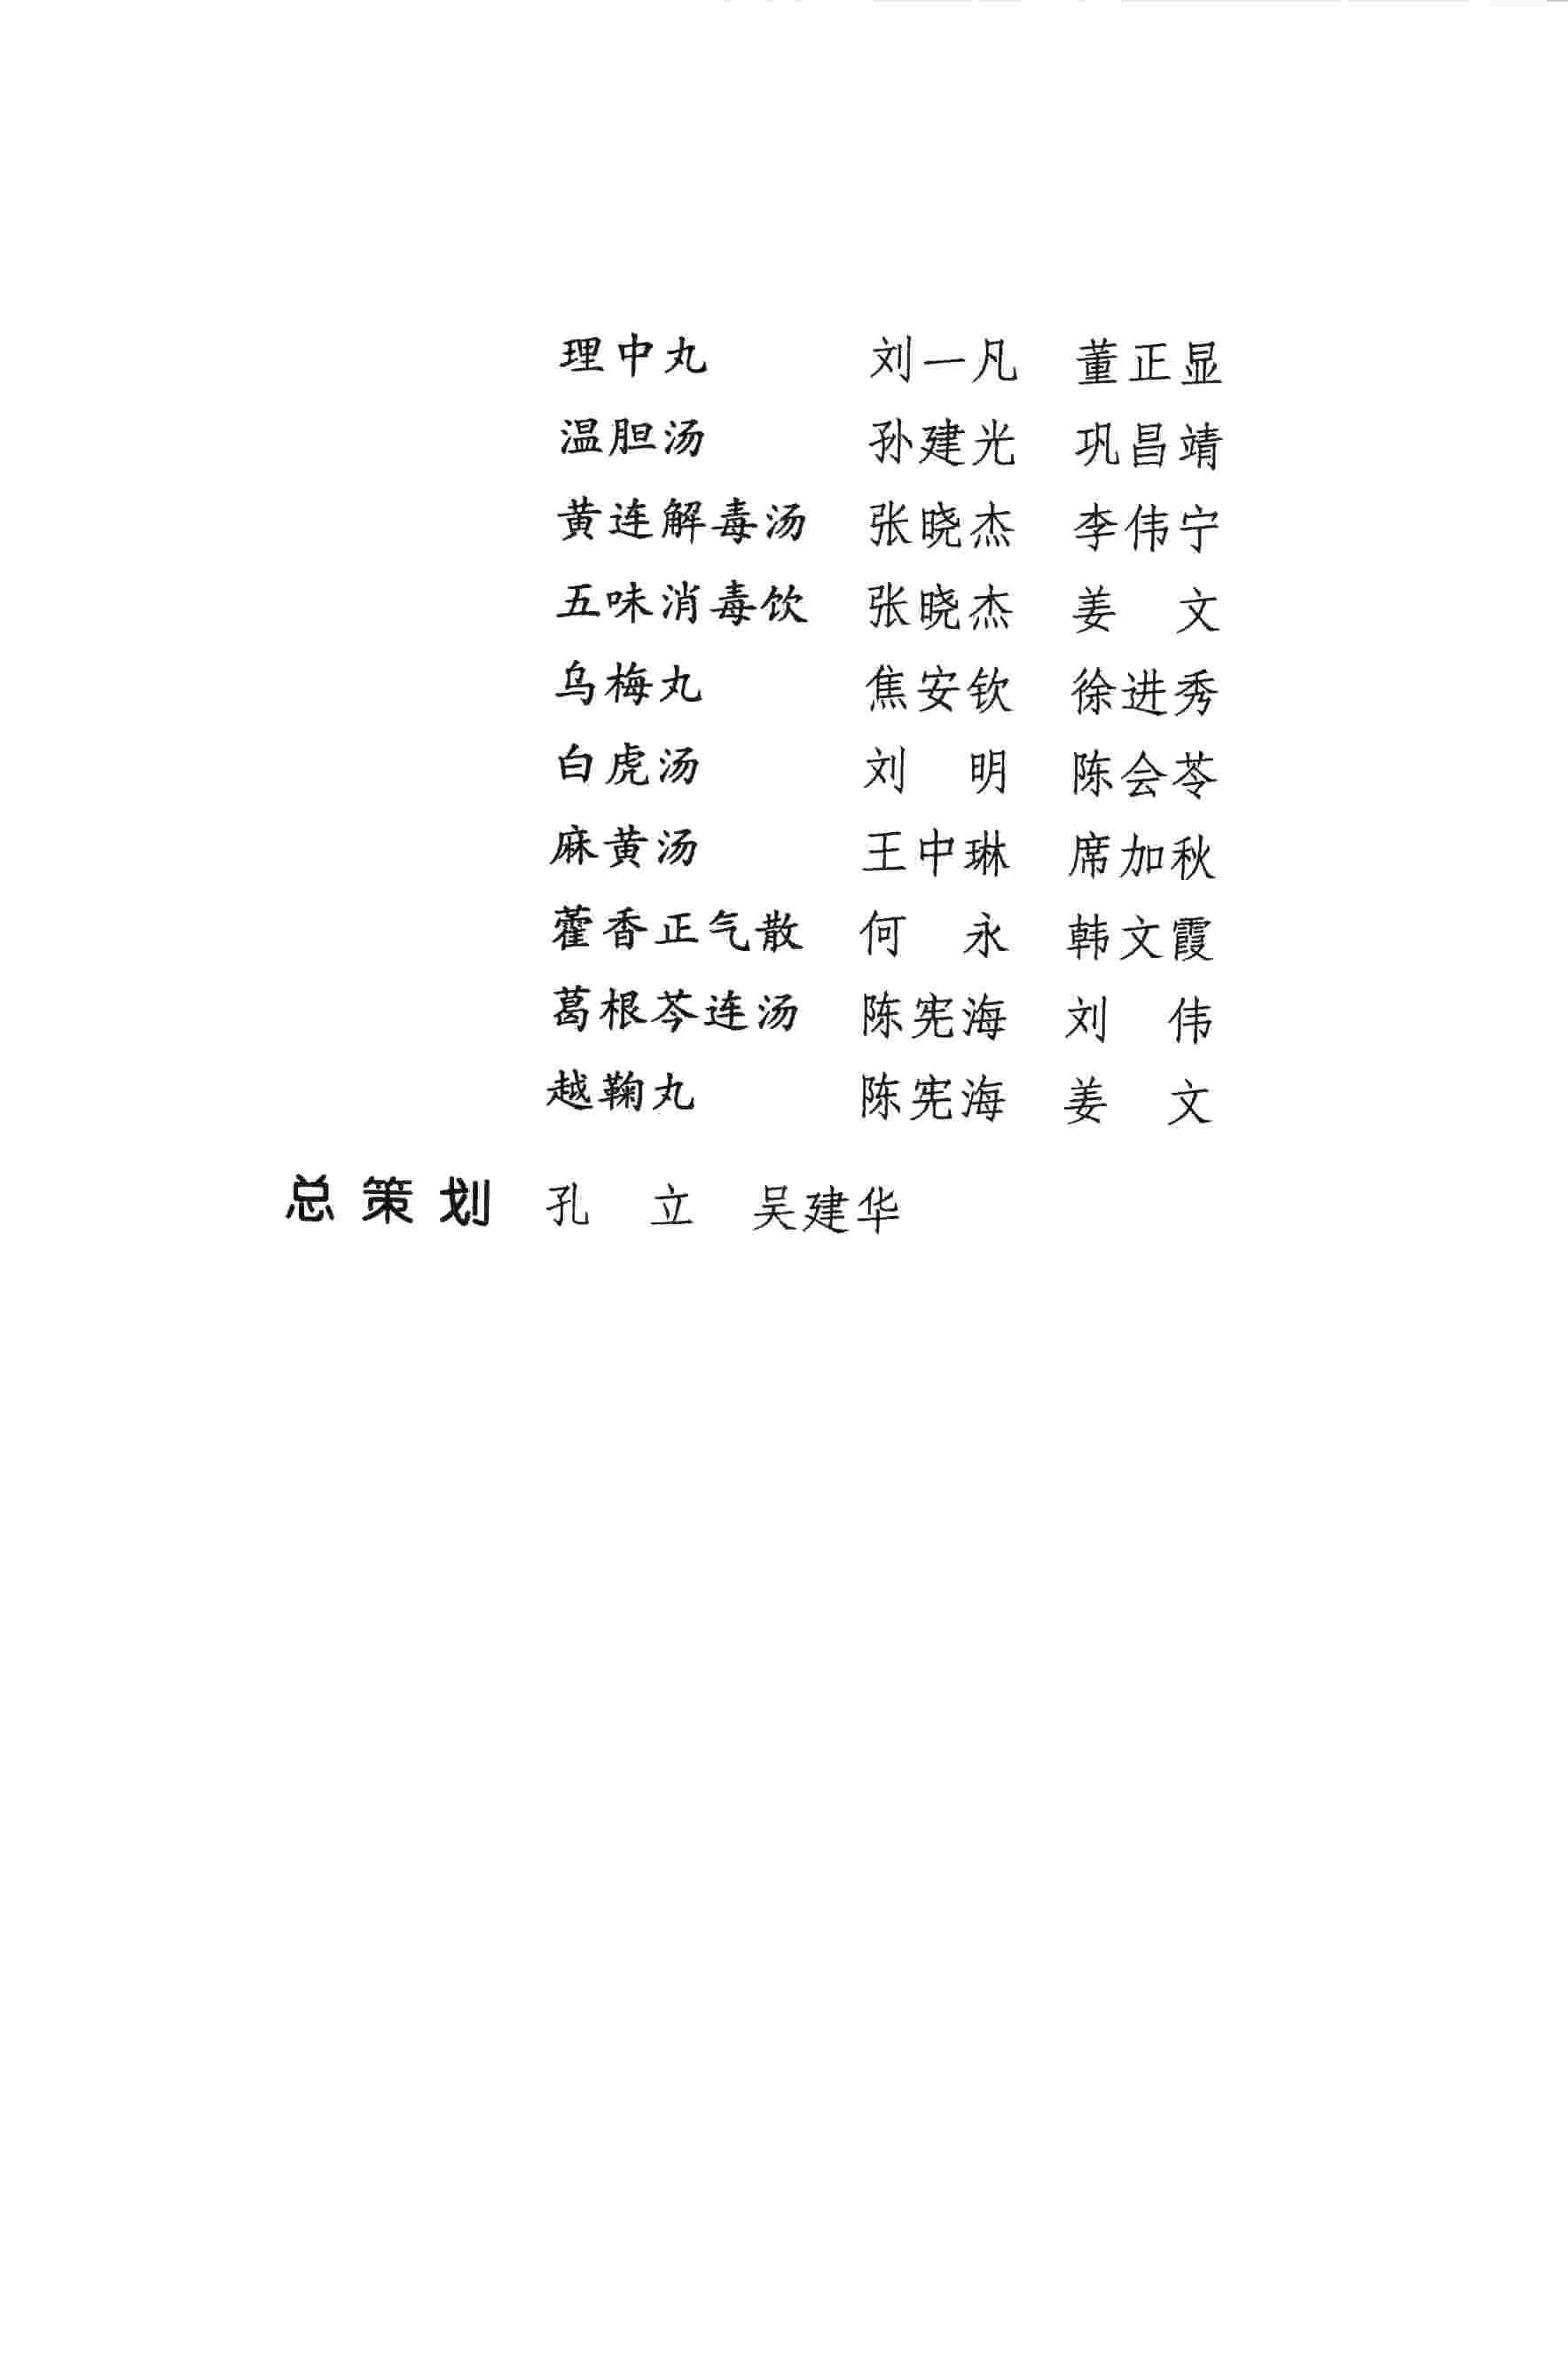 理中丸 刘一凡 董正显
温胆汤 孙建光 巩昌靖
黄连解毒汤 张晓杰 李伟宁
五味消毒饮 张晓杰 姜 文
乌梅丸 焦安钦 徐进秀
白虎汤 刘 明 陈会苓
麻黄汤 王中琳 席加秋
藿香正气散 何 永 韩文霞
葛根芩连汤 陈宪海 刘 伟
越鞠丸 陈宪海 姜 文
总策划 孔 立 吴建华